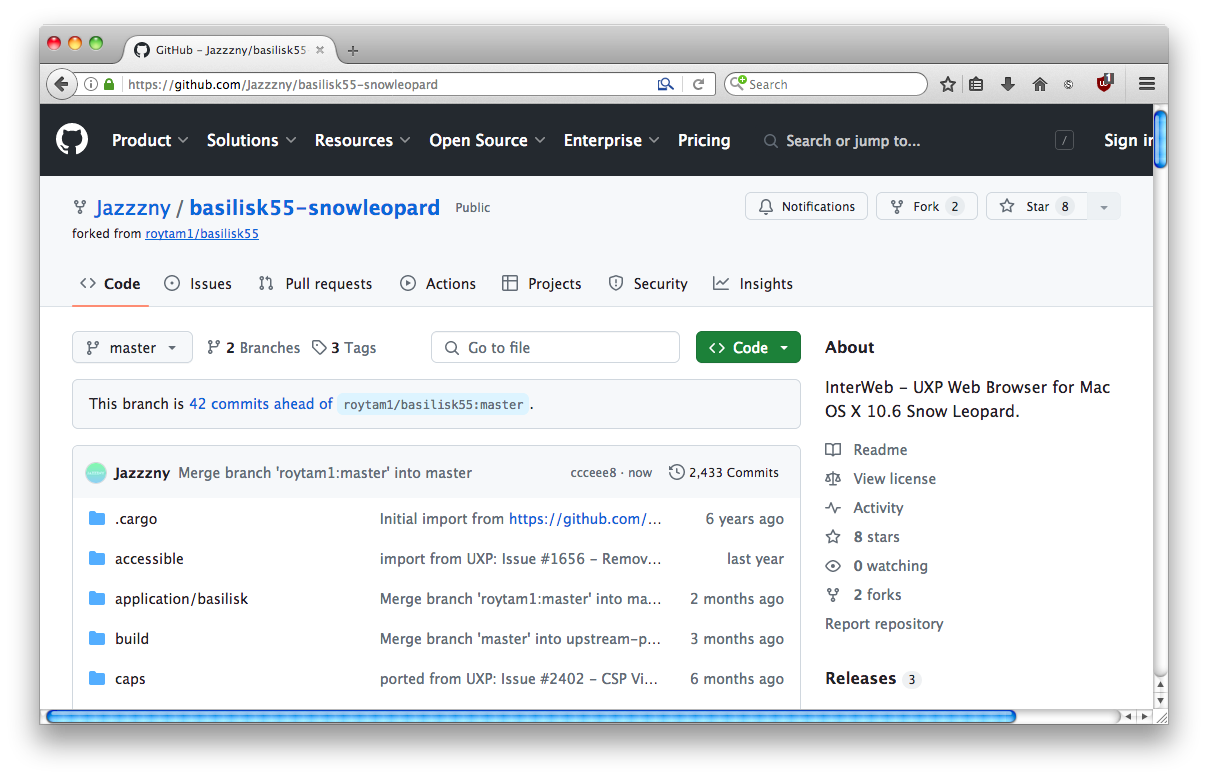 GitHub - Jazzzny/basilisk55-
https://github.com/Jazzzny/basilisk55-snowleopard
Search
1
Product Solutions Resources Open Source Enterprise Pricing Search or jump to... / Sign in
Jazzzny / basilisk55-snowleopard Public
Notifications Fork 2 Star 8
forked from roytam1/basilisk55
Code Issues Pull requests Actions Projects Security Insights
master 2 Branches 3 Tags Go to file Code
This branch is 42 commits ahead of roytam1/basilisk55:master .
Jazzzny Merge branch 'roytam1:master' into master ccceee8 · now 2,433 Commits
.cargo Initial import from https://github.com/... 6 years ago
accessible import from UXP: Issue #1656 - Remov... last year
application/basilisk Merge branch 'roytam1:master' into ma... 2 months ago
build Merge branch 'master' into upstream-p... 3 months ago
caps ported from UXP: Issue #2402 - CSP Vi... 6 months ago
About
InterWeb - UXP Web Browser for Mac
OS X 10.6 Snow Leopard.
Readme
View license
Activity
8 stars
0 watching
2 forks
Report repository
Releases 3